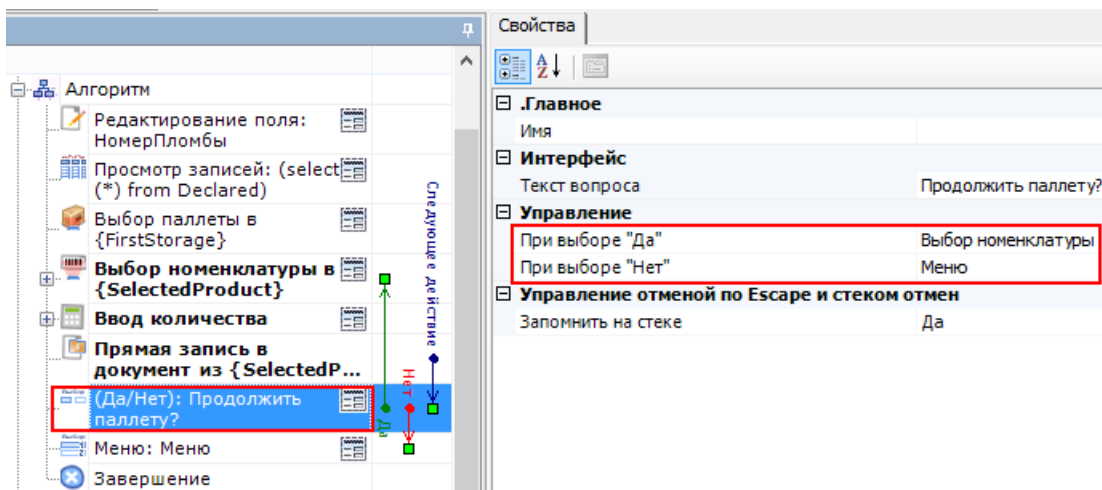 Свойства
Алгоритм
Редактирование поля:
НомерПломбы
Просмотр записей: (select
(*) from Declared)
Выбор паллеты в
{FirstStorage}
Выбор номенклатуры в
{SelectedProduct}
Ввод количества
Прямая запись в
документ из {SelectedP...
(Да/Нет): Продолжить
паллету?
Меню: Меню
Завершение
Следующее действие
Нет
Да
.Главное
Имя
Интерфейс
Текст вопроса Продолжить паллету?
Управление
При выборе "Да" Выбор номенклатуры
При выборе "Нет" Меню
Управление отменой по Escape и стеком отмен
Запомнить на стеке Да